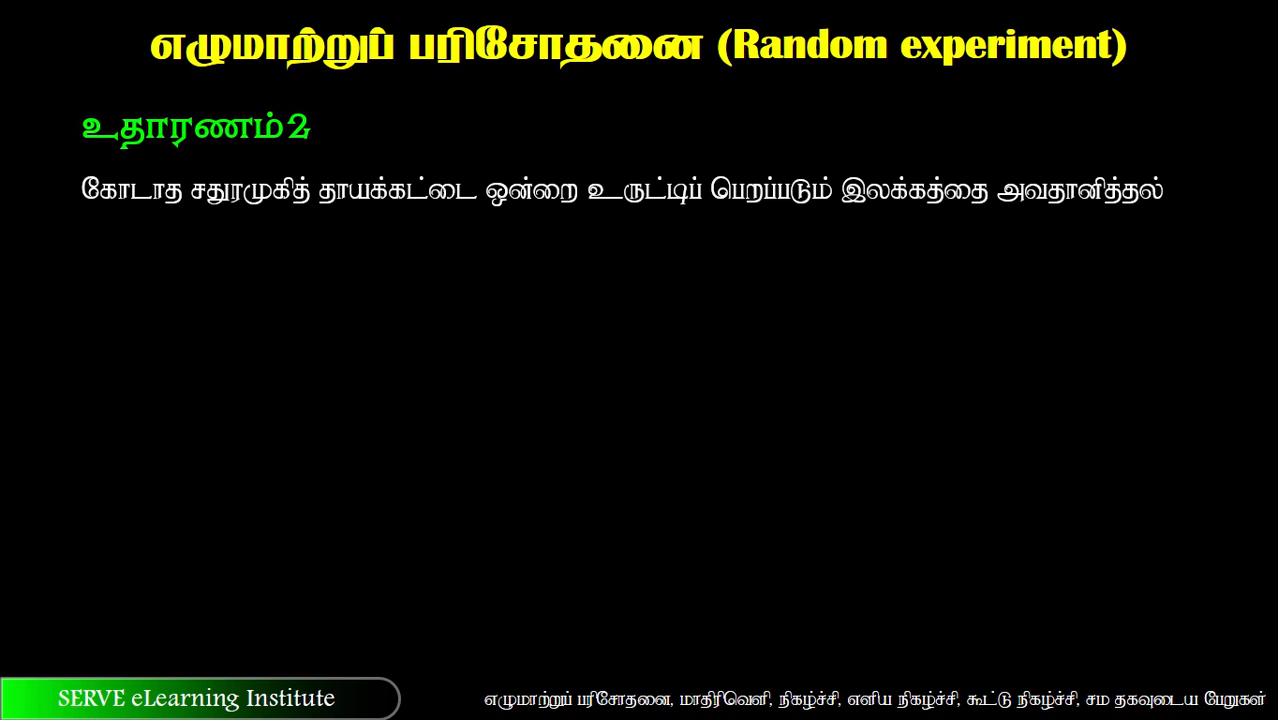 எழுமாற்றுப் பரிசோதனை (Random experiment)
உதாரணம்2
கோடாத சதுரமுகித் தாயக்கட்டை ஒன்றை உருட்டிப் பெறப்படும் இலக்கத்தை அவதானித்தல்
SERVE eLearning Institute
எழுமாற்றுப் பரிசோதனை, மாதிரிவெளி, நிகழ்ச்சி, எளிய நிகழ்ச்சி, கூட்டு நிகழ்ச்சி, சம தகவுடைய பேறுகள்